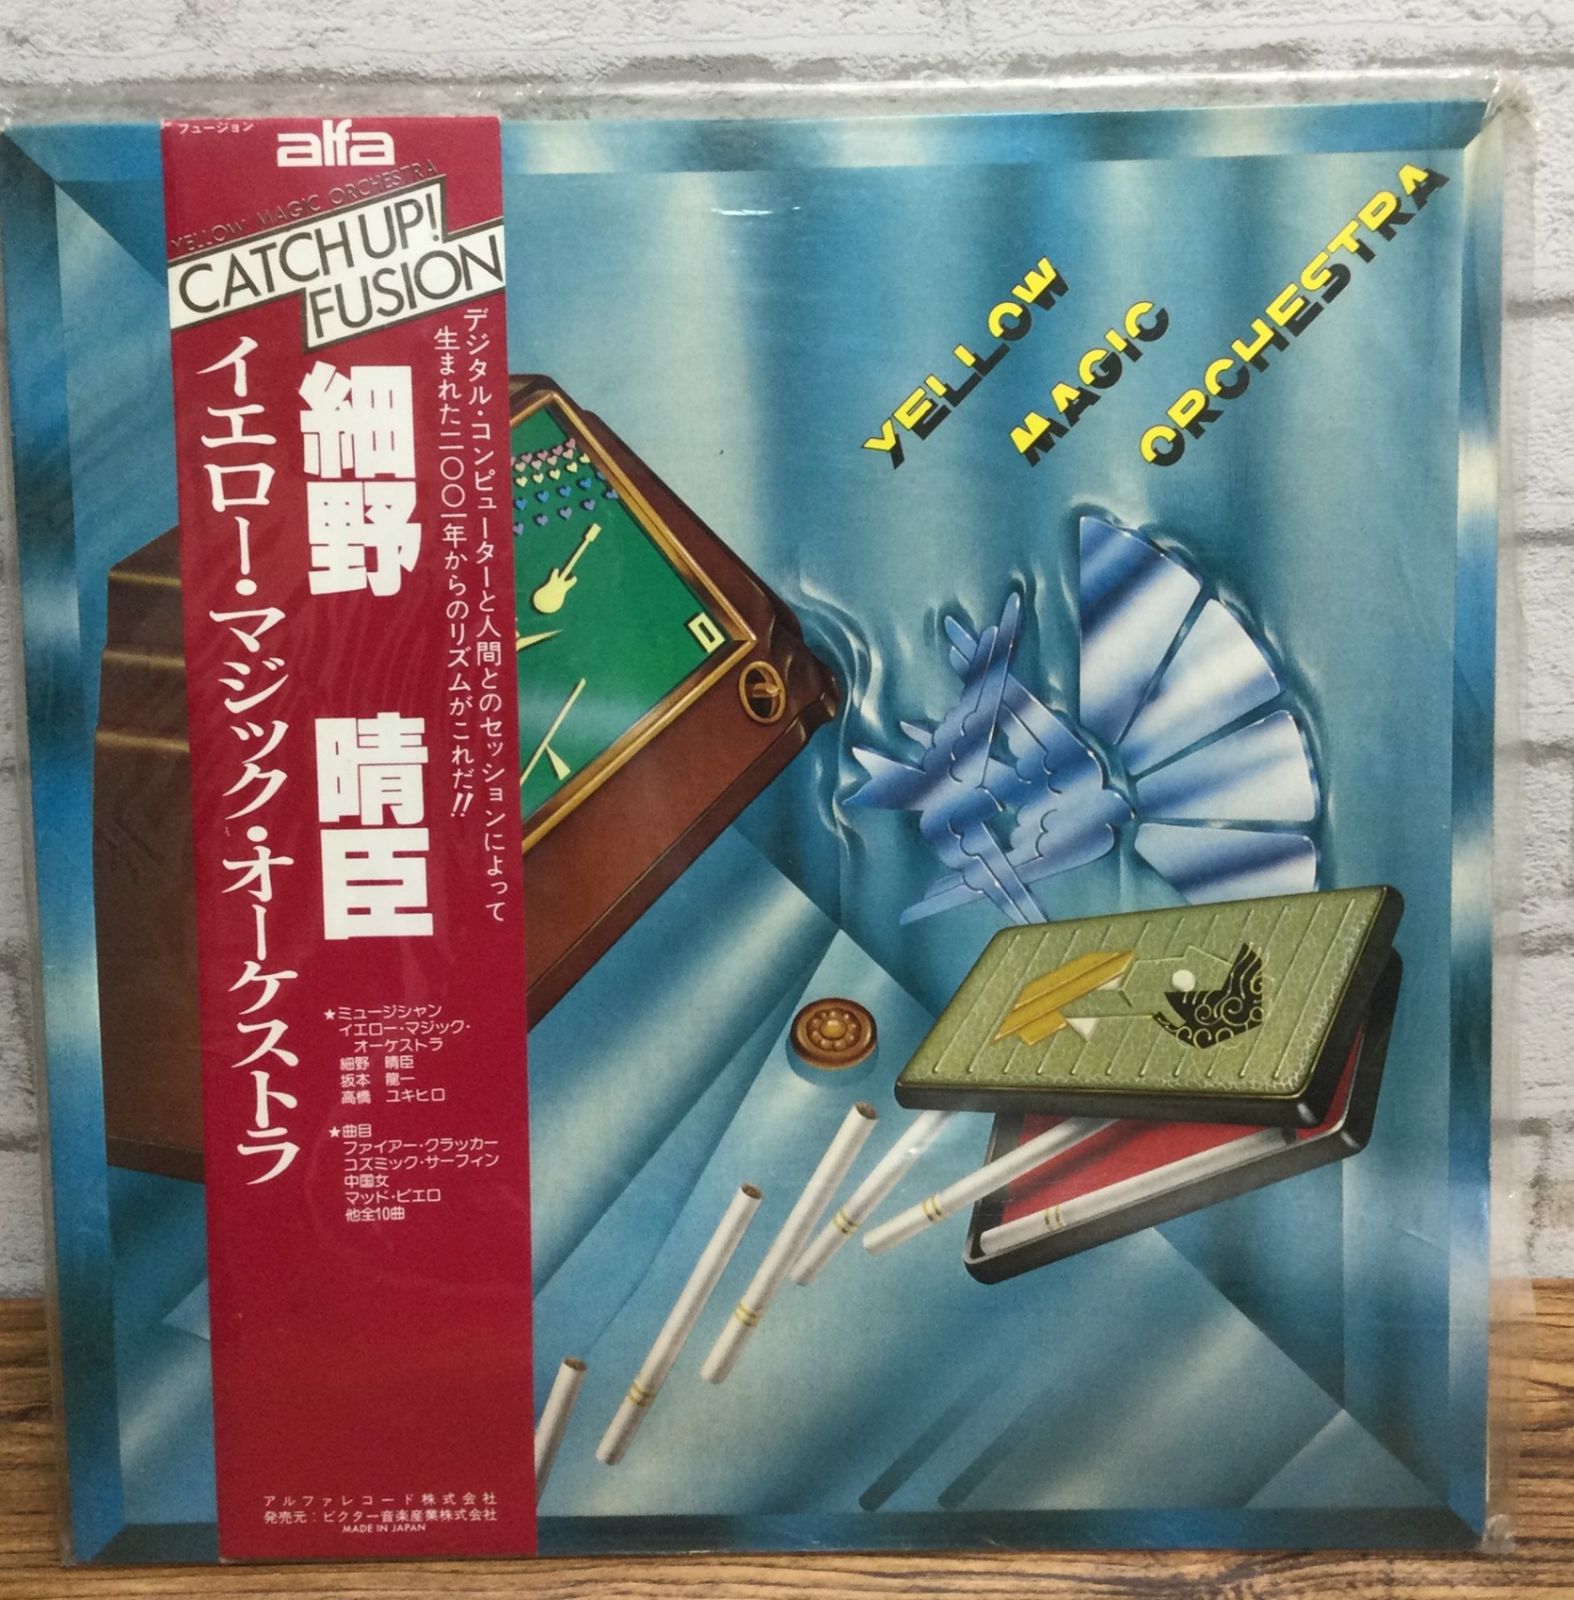 フュージョン
alfa
YELLOW MAGIC ORCHESTRA
CATCH UP!
FUSION
デジタル・コンピューターと人間とのセッションによって
生まれた二〇〇一年からのリズムがこれだ!!
細野 晴臣
イエロー・マジック・オーケストラ
★ミュージシャン
イエロー・マジック・
オーケストラ
細野 晴臣
坂本 龍一
高橋 ユキヒロ
★曲目
ファイアー・クラッカー
コズミック・サーフィン
中国女
マッド・ピエロ
他全10曲
アルファレコード株式会社
発売元:ビクター音楽産業株式会社
MADE IN JAPAN
YELLOW
MAGIC
ORCHESTRA
0